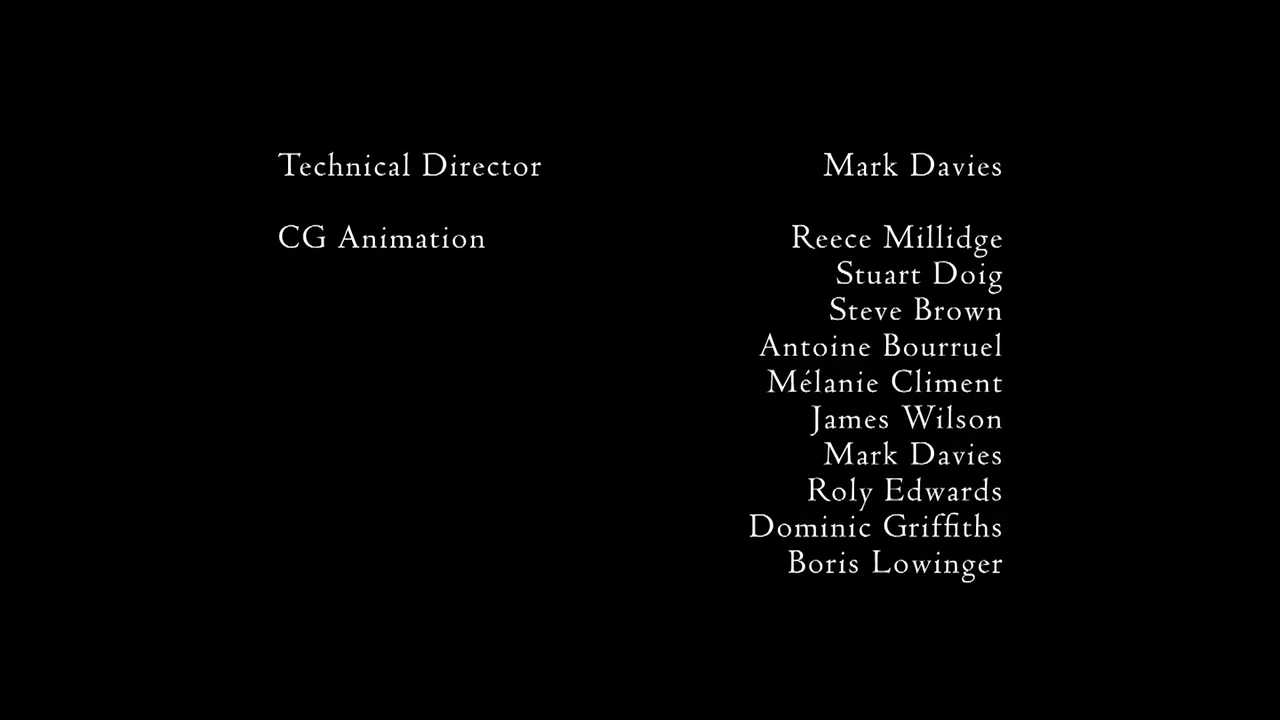 Technical Director Mark Davies
CG Animation Reece Millidge
Stuart Doig
Steve Brown
Antoine Bourruel
Mélanie Climent
James Wilson
Mark Davies
Roly Edwards
Dominic Griffiths
Boris Lowinger